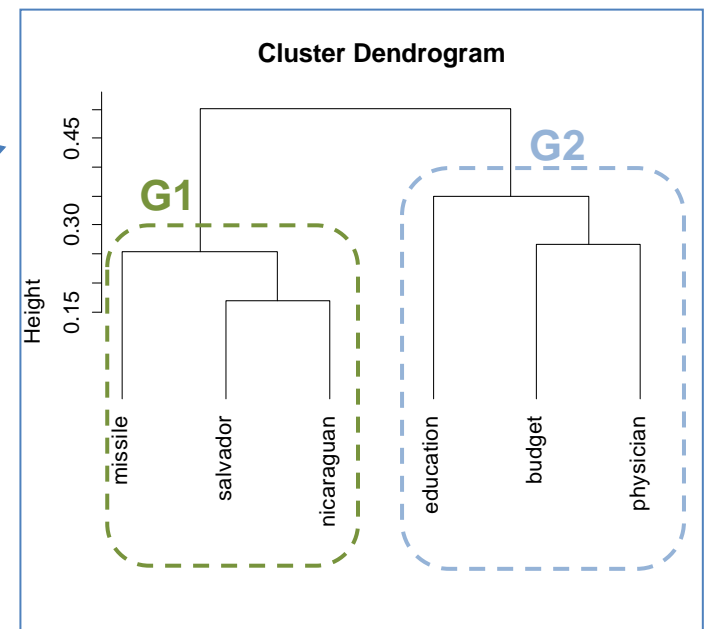 Cluster Dendrogram
G2
G1
Height
0.45
0.30
0.15
missile
salvador
nicaraguan
education
budget
physician